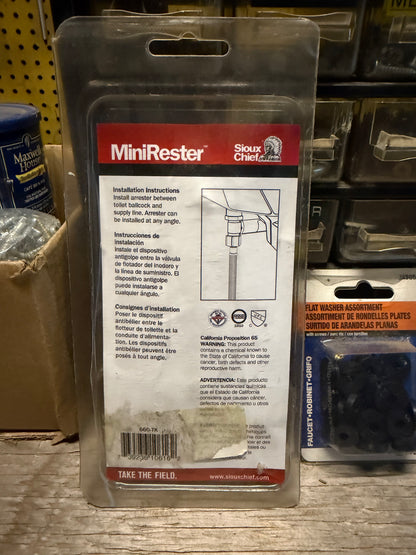 MiniRester™
Sioux
Chief
Installation Instructions
Install arrester between
toilet ballcock and
supply line. Arrester can
be installed at any angle.
Instrucciones de
instalación
Instale el dispositivo
antigolpe entre la válvula
de flotador del inodoro y
la línea de suministro. El
dispositivo antigolpe
puede instalarse a
cualquier ángulo.
Consignes d'installation
Poser le dispositif
antibélier entre le
flotteur de toilette et la
conduite d'alimenta-
tion. Les dispositifs
antibélier peuvent être
posés à tout angle.
California Proposition 65
WARNING: This product
contains a chemical known to
the State of California to cause
cancer, birth defects and other
reproductive harm.
ADVERTENCIA: Este producto
contiene sustancias químicas
que el Estado de California
considera que causan cáncer,
defectos de nacimiento u otros
660-TK
TAKE THE FIELD.
www.siouxchief.com
Maxwell
House
FLAT WASHER ASSORTMENT
ASSORTIMENT DE RONDELLES PLATES
SURTIDO DE ARANDELAS PLANAS
FAUCET•ROBINET•GRIFO